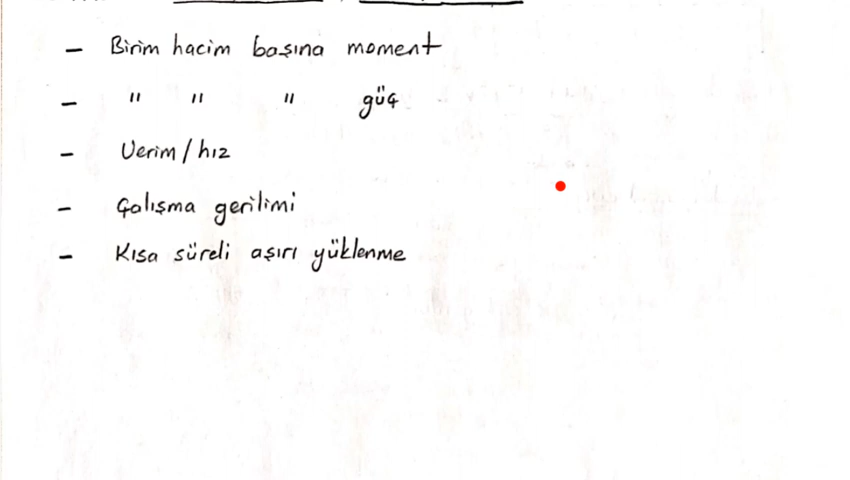 - Birim hacim başına moment
- " " " güç
- Verim / hız
- Çalışma gerilimi
- Kısa süreli aşırı yüklenme